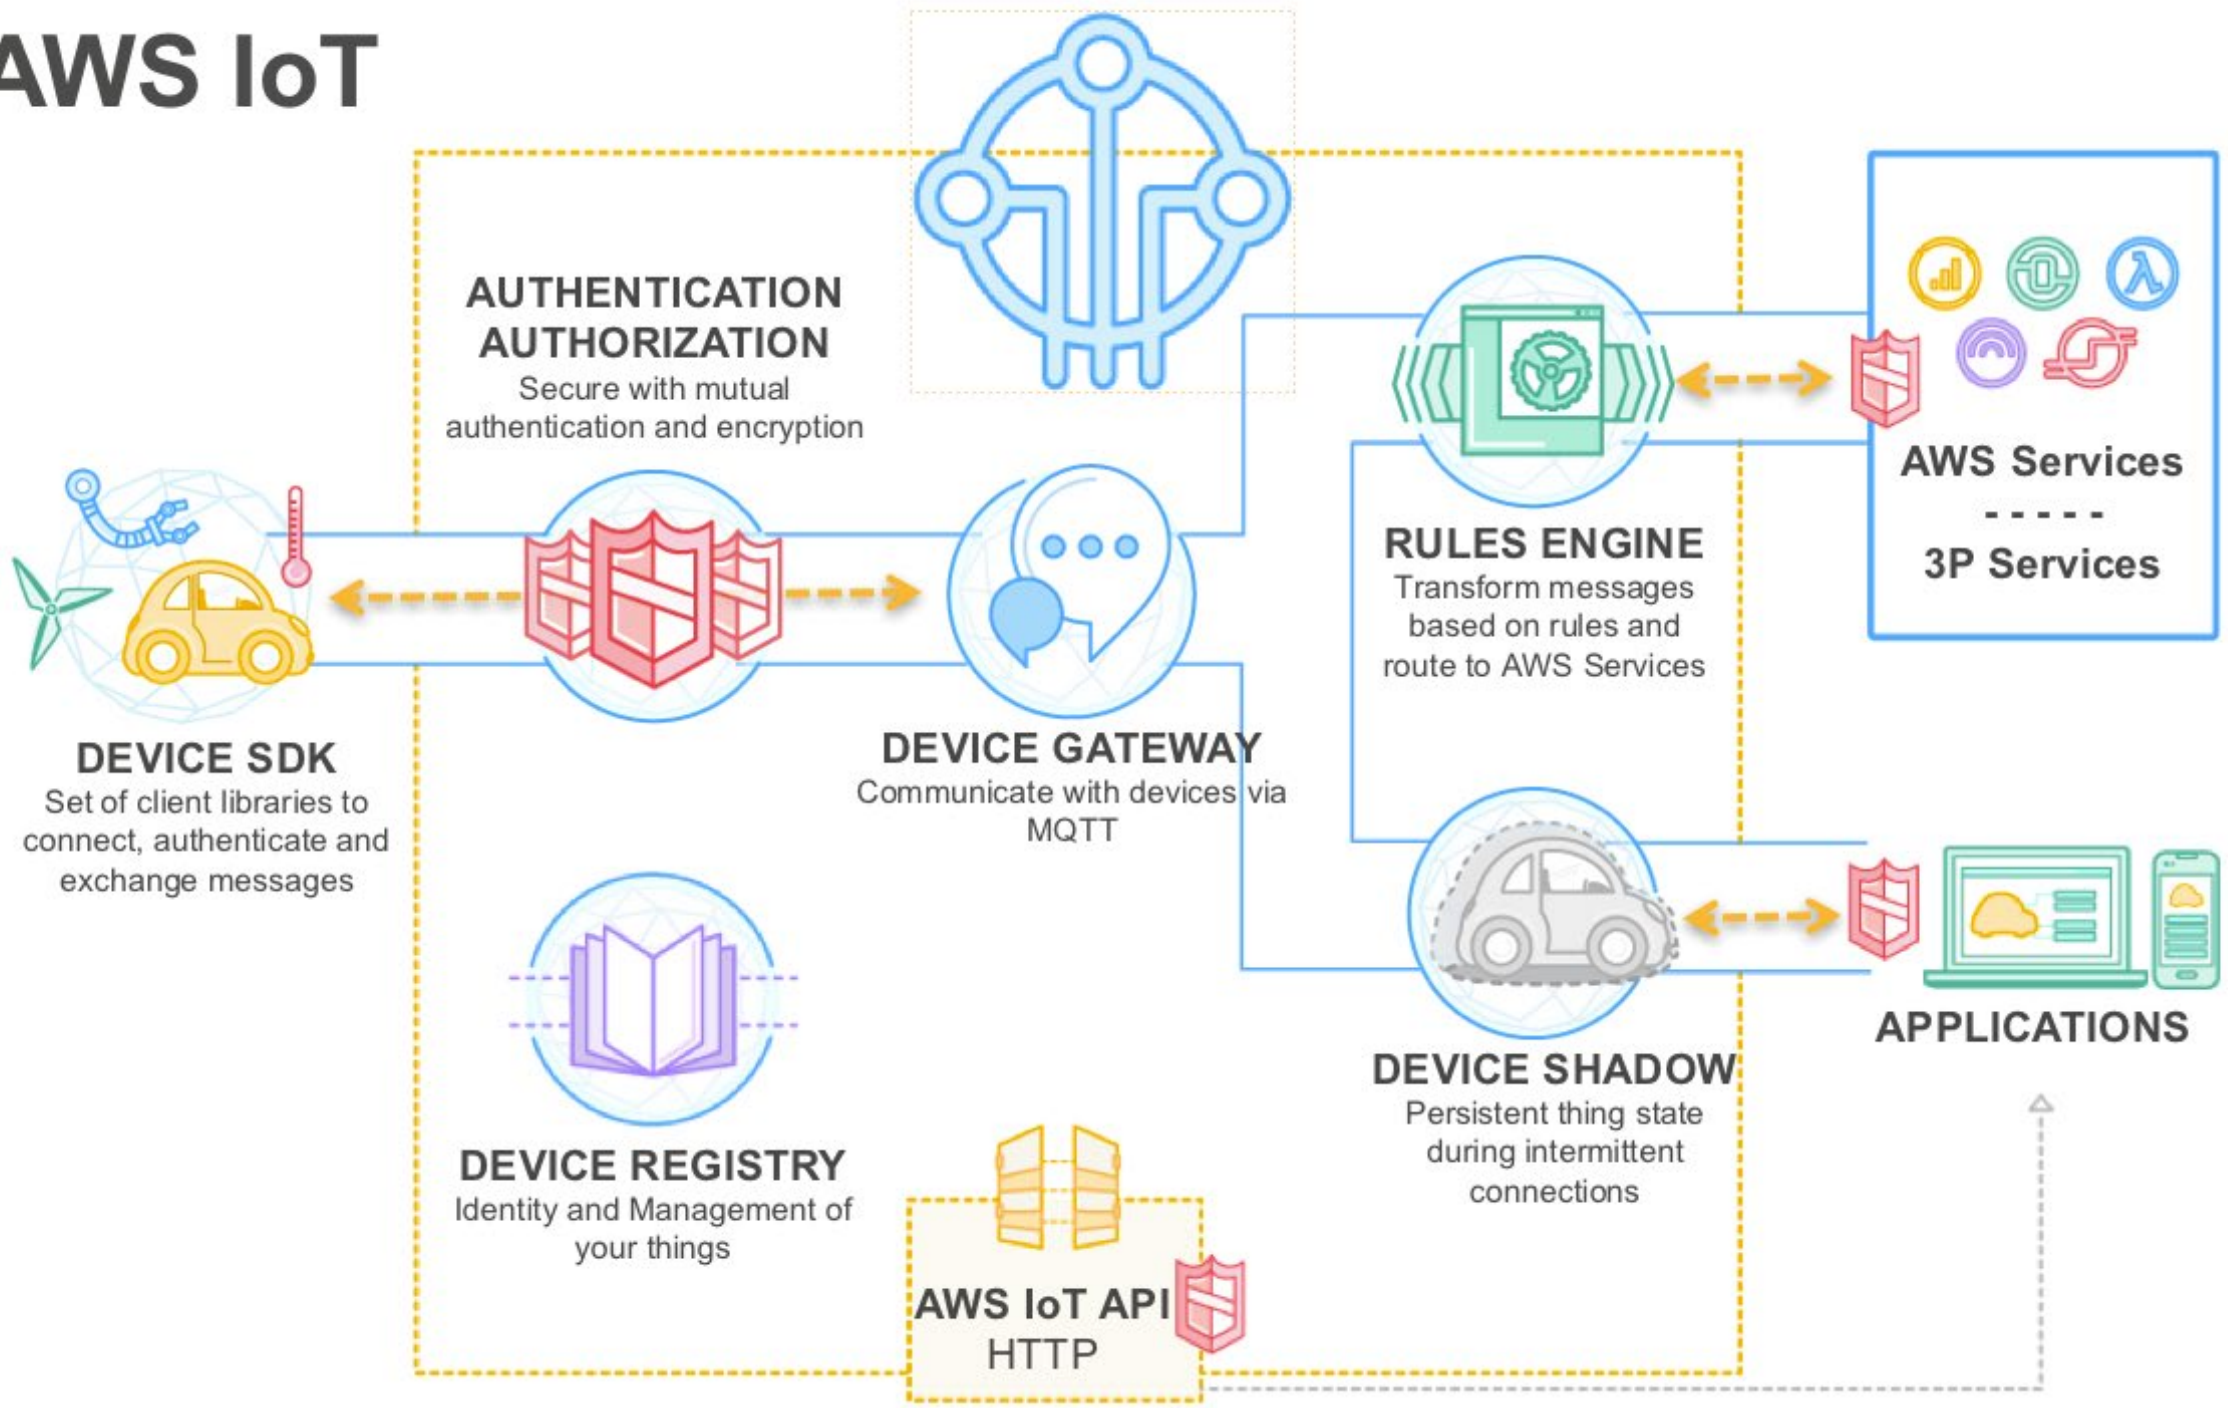 AWS IoT
AUTHENTICATION
AUTHORIZATION
Secure with mutual
authentication and encryption
DEVICE SDK
Set of client libraries to
connect, authenticate and
exchange messages
DEVICE GATEWAY
Communicate with devices via
MQTT
RULES ENGINE
Transform messages
based on rules and
route to AWS Services
AWS Services
- - - - -
3P Services
DEVICE REGISTRY
Identity and Management of
your things
AWS IoT API
HTTP
DEVICE SHADOW
Persistent thing state
during intermittent
connections
APPLICATIONS